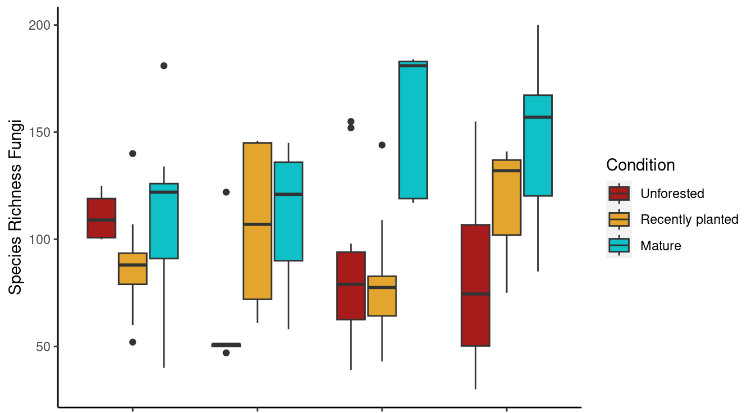 Species Richness Fungi
200
150
100
50
Condition
Unforested
Recently planted
Mature